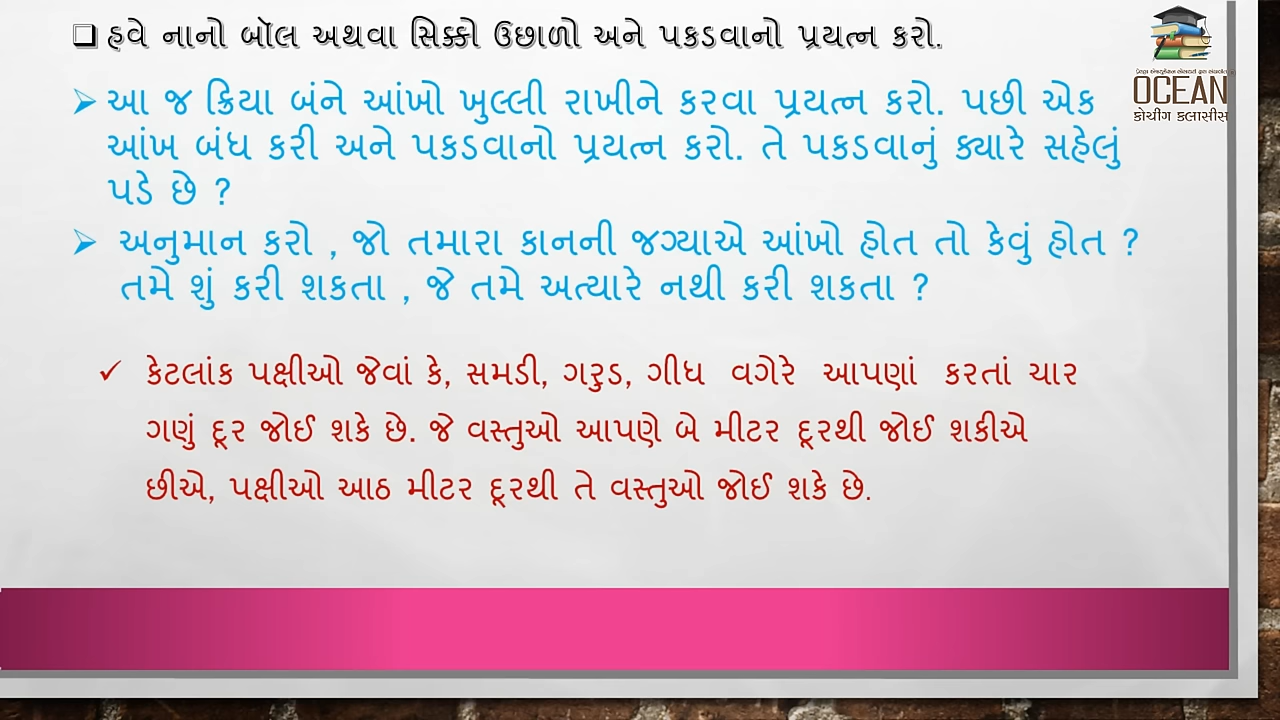 હવે નાનો બૉલ અથવા સિક્કો ઉછાળો અને પકડવાનો પ્રયત્ન કરો.
આ જ ક્રિયા બંને આંખો ખુલ્લી રાખીને કરવા પ્રયત્ન કરો. પછી એક
આંખ બંધ કરી અને પકડવાનો પ્રયત્ન કરો. તે પકડવાનું ક્યારે સહેલું
પડે છે ?
અનુમાન કરો , જો તમારા કાનની જગ્યાએ આંખો હોત તો કેવું હોત ?
તમે શું કરી શકતા , જે તમે અત્યારે નથી કરી શકતા ?
કેટલાંક પક્ષીઓ જેવાં કે, સમડી, ગરુડ, ગીધ વગેરે આપણાં કરતાં ચાર
ગણું દૂર જોઈ શકે છે. જે વસ્તુઓ આપણે બે મીટર દૂરથી જોઈ શકીએ
છીએ, પક્ષીઓ આઠ મીટર દૂરથી તે વસ્તુઓ જોઈ શકે છે.
OCEAN
કોચીંગ કલાસીસ